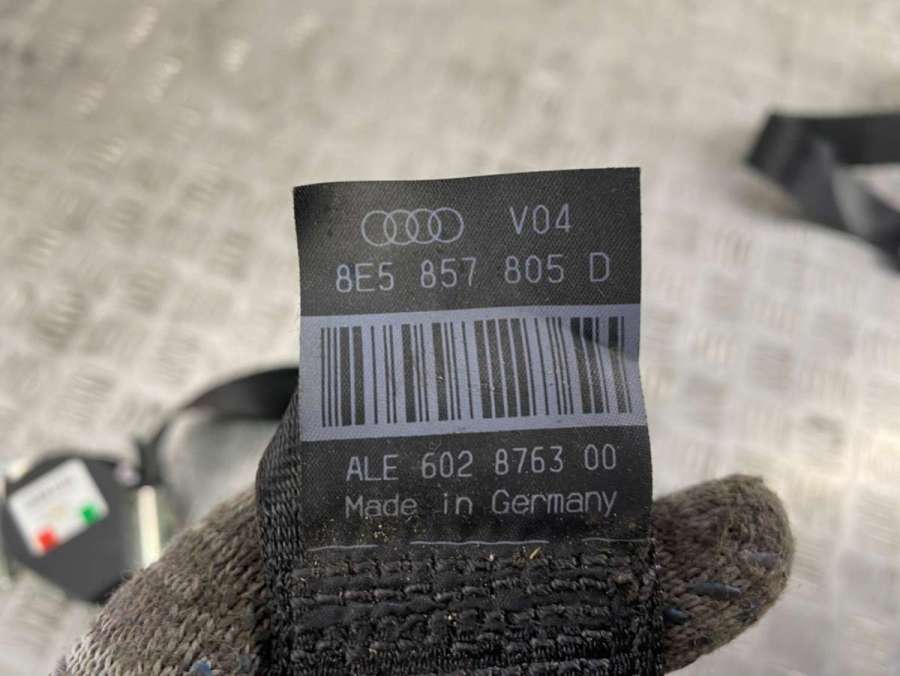 V04
8E5 857 805 D
ALE 602 8763 00
Made in Germany